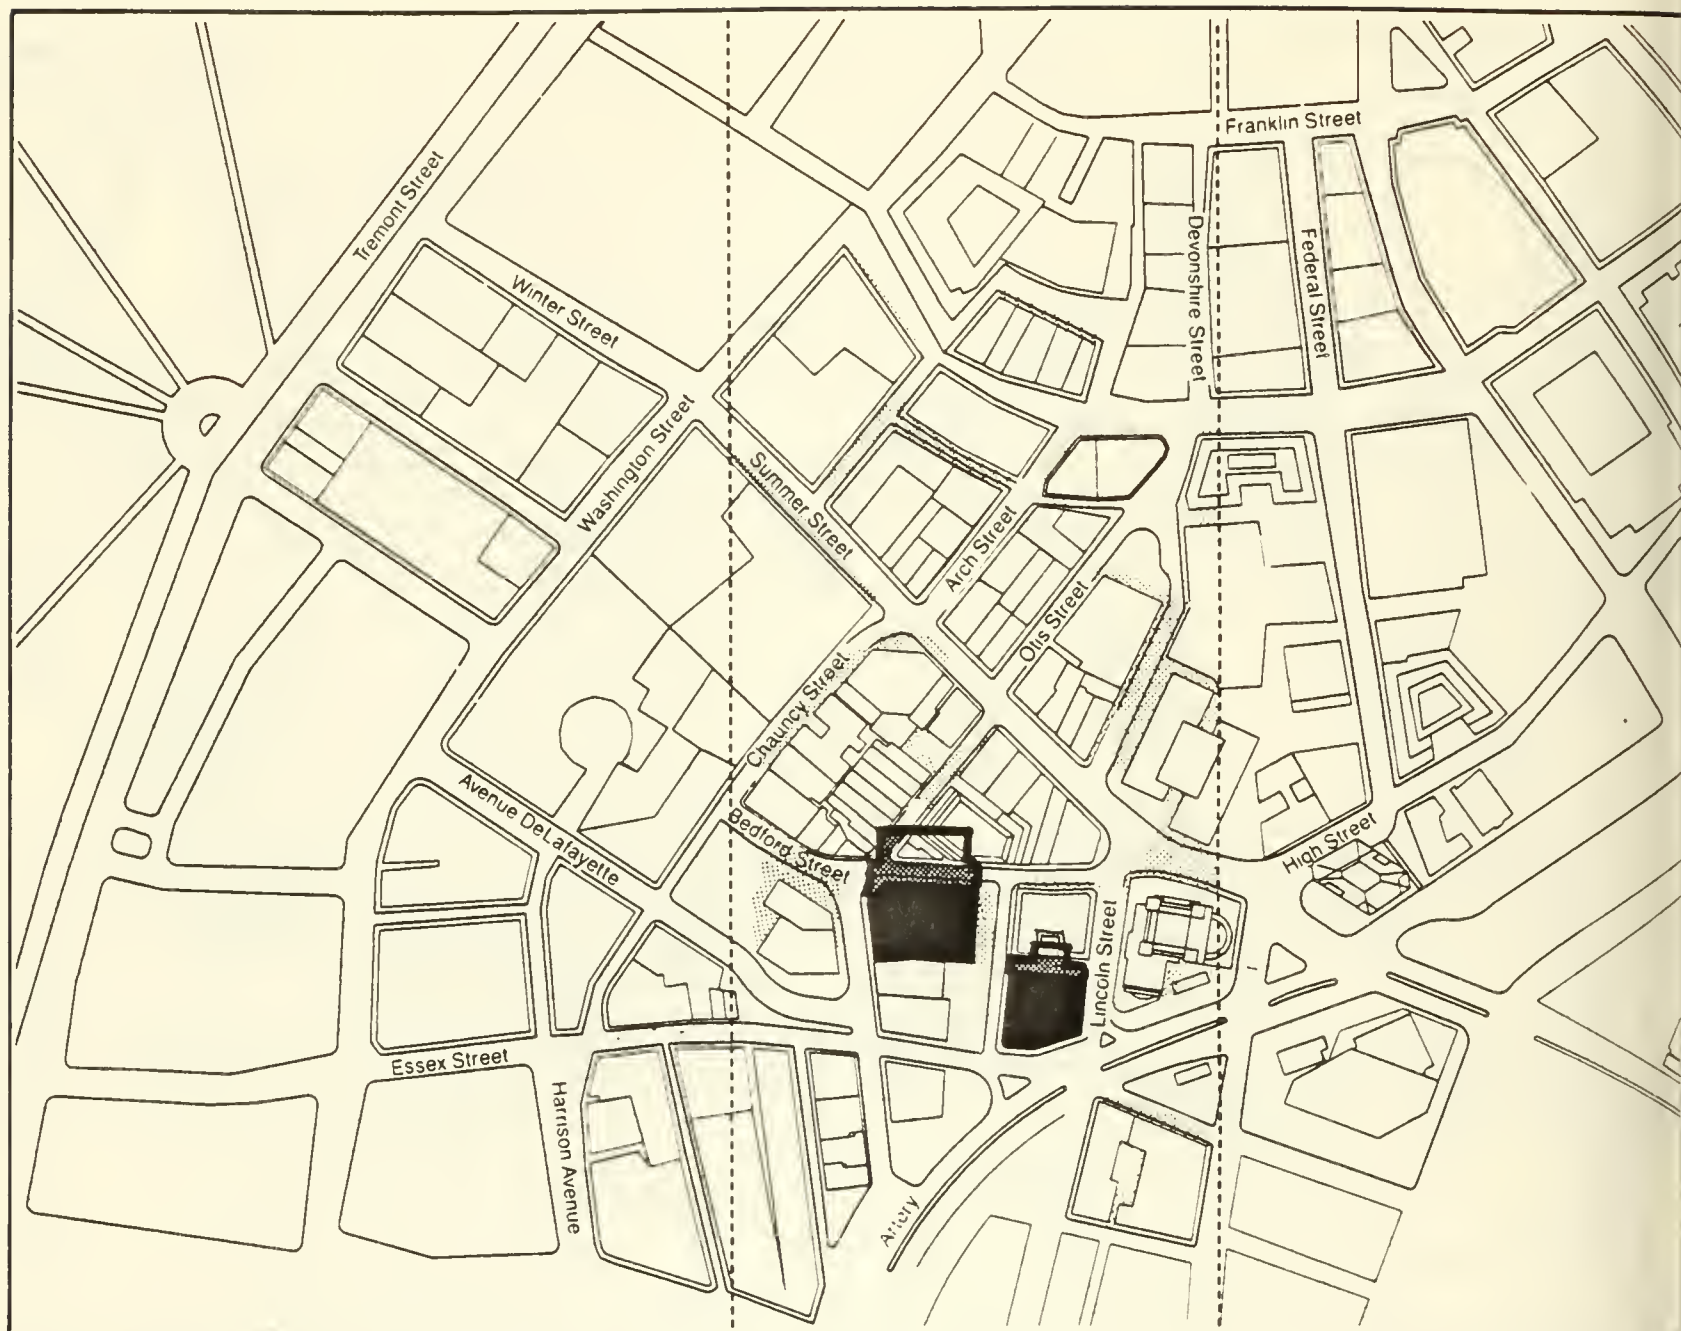 Franklin Street
Tremont Street
Devonshire Street
Federal Street
Winter Street
Washington Street
Summer Street
Arch Street
Otis Street
Chauncy Street
Avenue DeLafayette
Bedford Street
High Street
Lincoln Street
Essex Street
Harrison Avenue
Artery